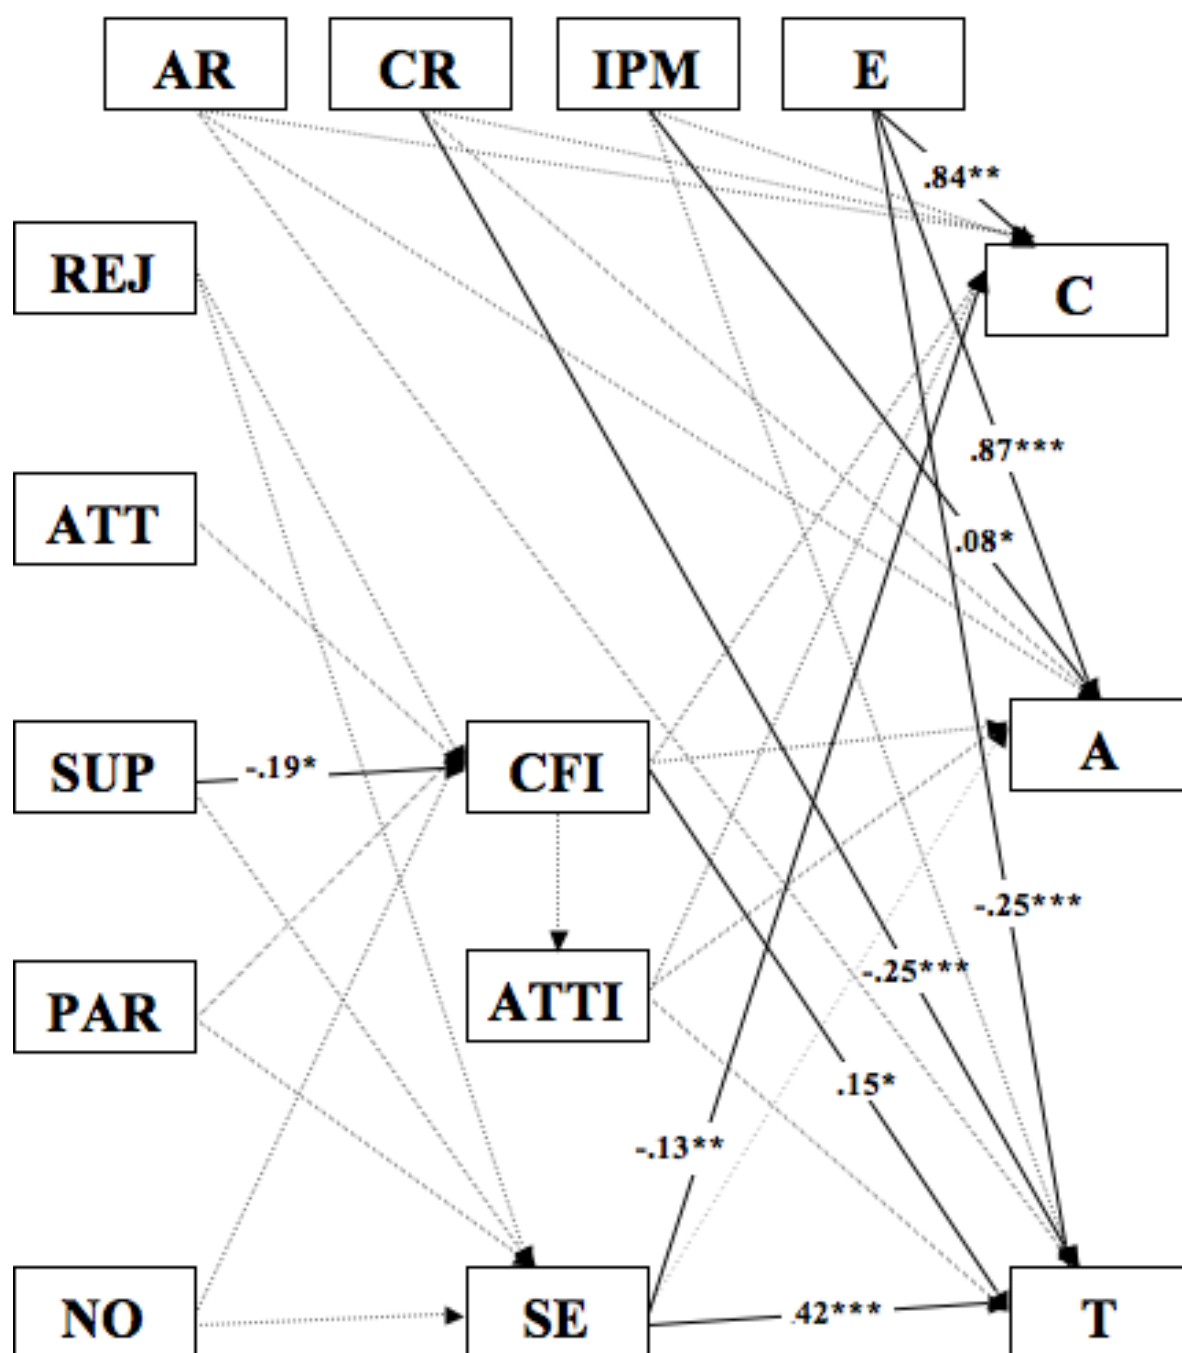 AR CR IPM E
.84**
REJ
C
.87***
ATT
.08*
SUP
-.19*
CFI
A
-.25***
-.25***
PAR
ATTI
.15*
-.13**
NO
SE
.42***
T